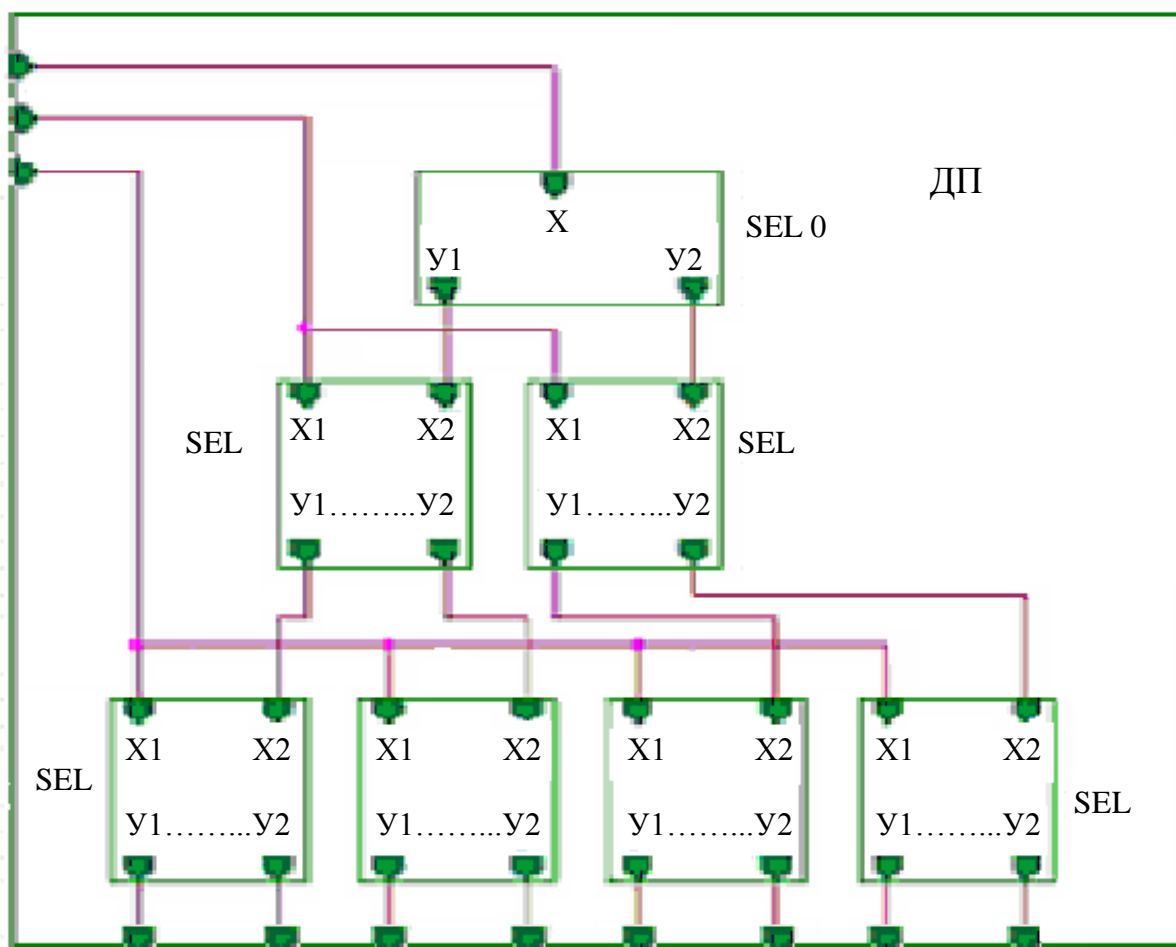 ДП
X
SEL 0
У1 У2
X1 X2 X1 X2
SEL SEL
У1……...У2 У1……...У2
X1 X2 X1 X2 X1 X2 X1 X2
SEL
SEL
У1……...У2 У1……...У2 У1……...У2 У1……...У2